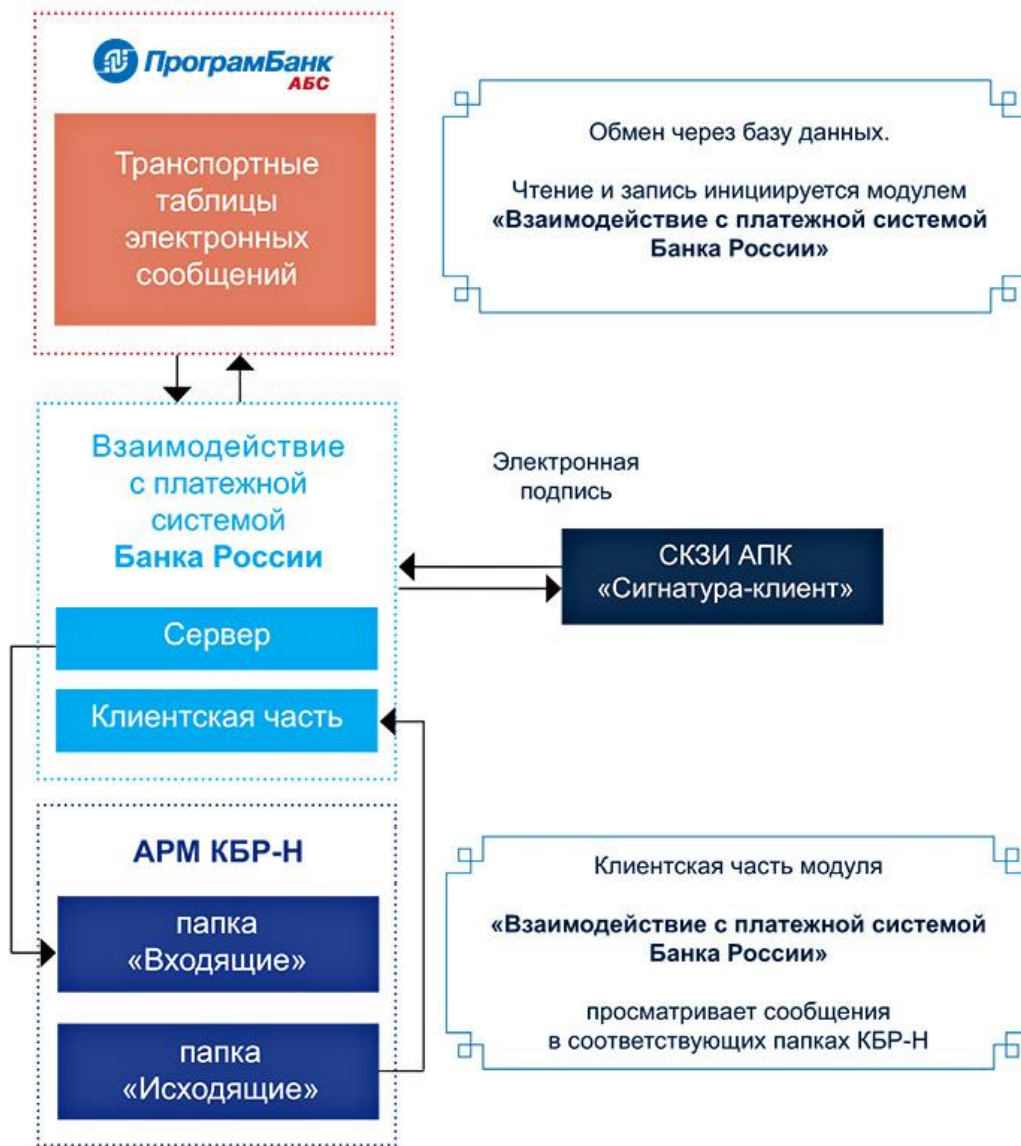 ПрограмБанк
АБС
Транспортные
таблицы
электронных
сообщений
Обмен через базу данных.
Чтение и запись инициируется модулем
«Взаимодействие с платежной системой
Банка России»
Взаимодействие
с платежной
системой
Банка России
Сервер
Клиентская часть
Электронная
подпись
СКЗИ АПК
«Сигнатура-клиент»
АРМ КБР-Н
папка
«Входящие»
папка
«Исходящие»
Клиентская часть модуля
«Взаимодействие с платежной системой
Банка России»
просматривает сообщения
в соответствующих папках КБР-Н